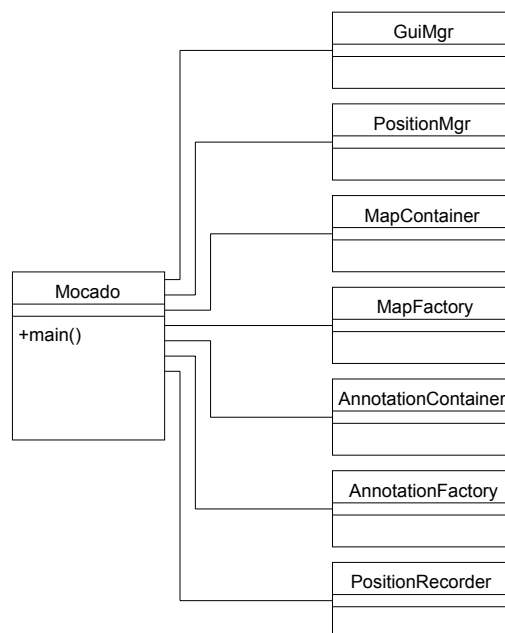 GuiMgr
PositionMgr
MapContainer
Mocado
+main()
MapFactory
AnnotationContainer
AnnotationFactory
PositionRecorder